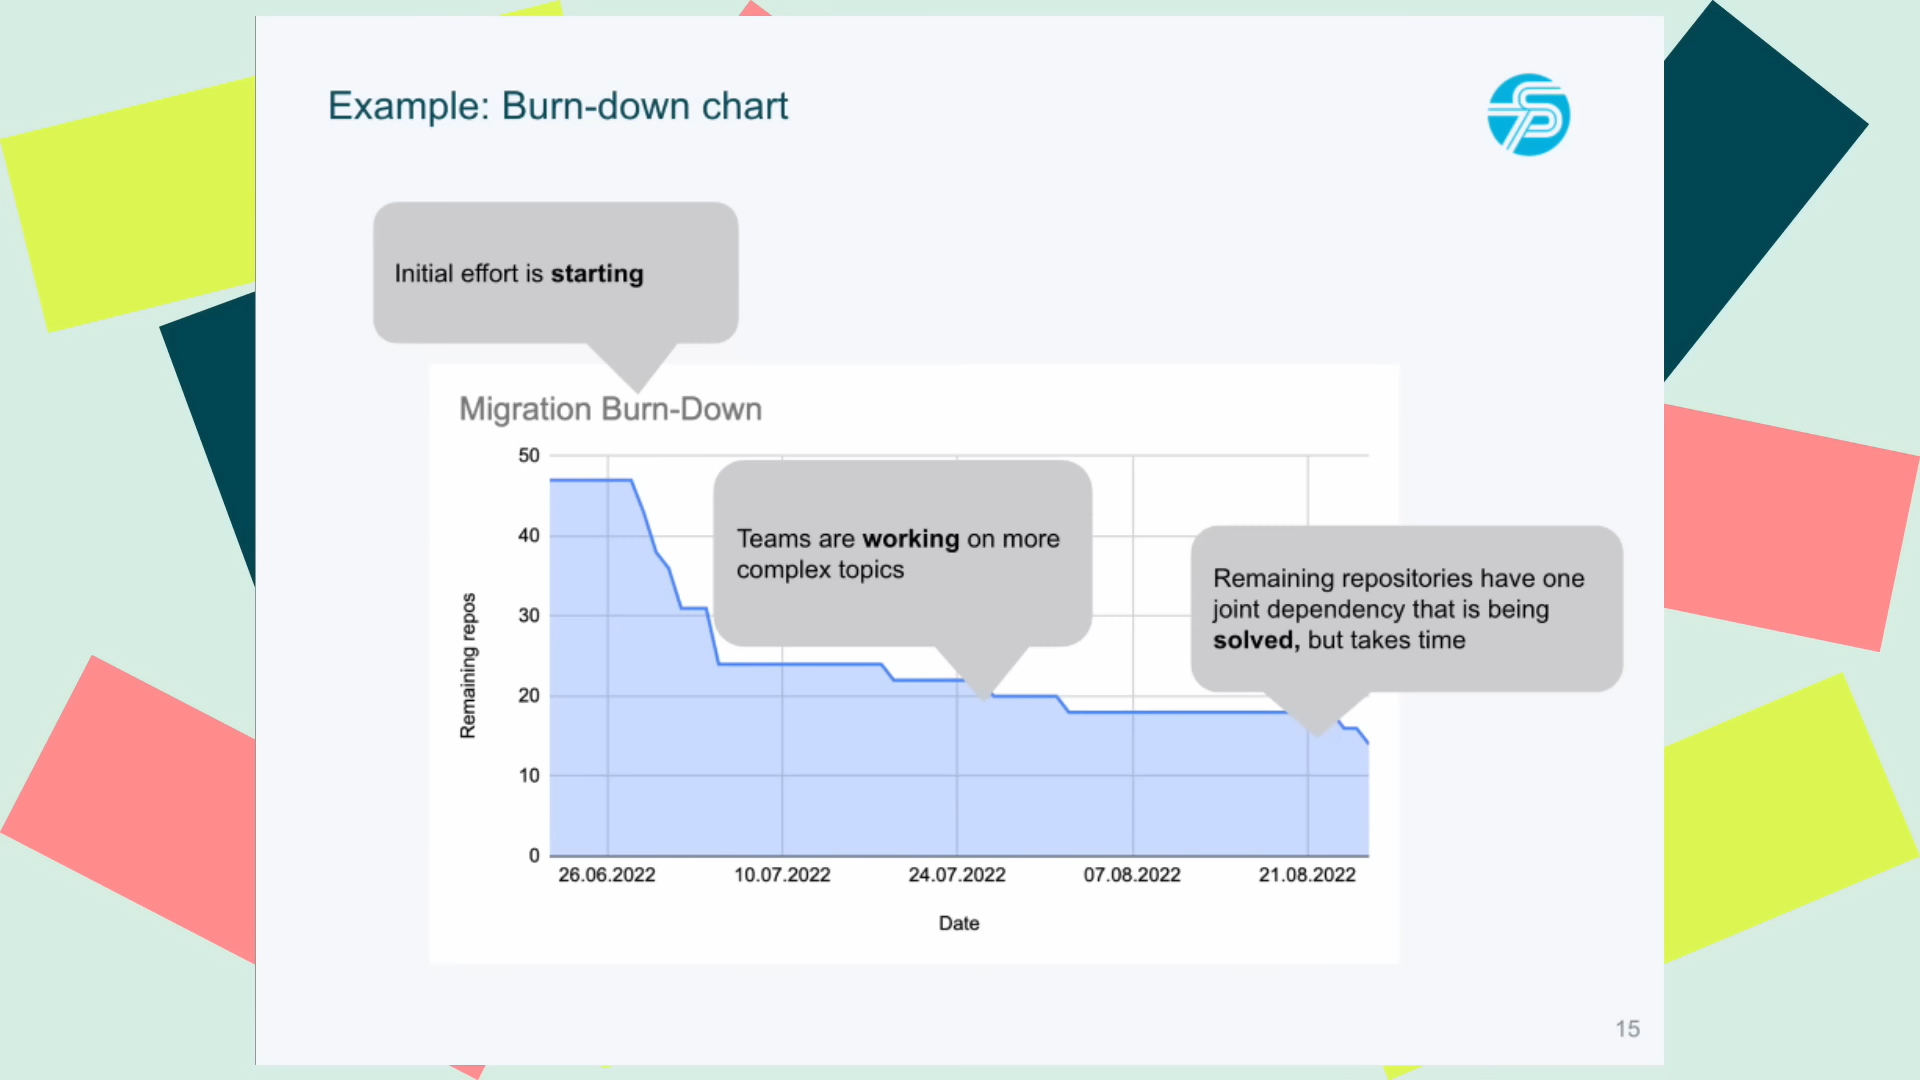 Example: Burn-down chart
Initial effort is starting
Migration Burn-Down
50
40
30
20
10
0
Remaining repos
Teams are working on more
complex topics
Remaining repositories have one
joint dependency that is being
solved, but takes time
26.06.2022
10.07.2022
24.07.2022
07.08.2022
21.08.2022
Date
15